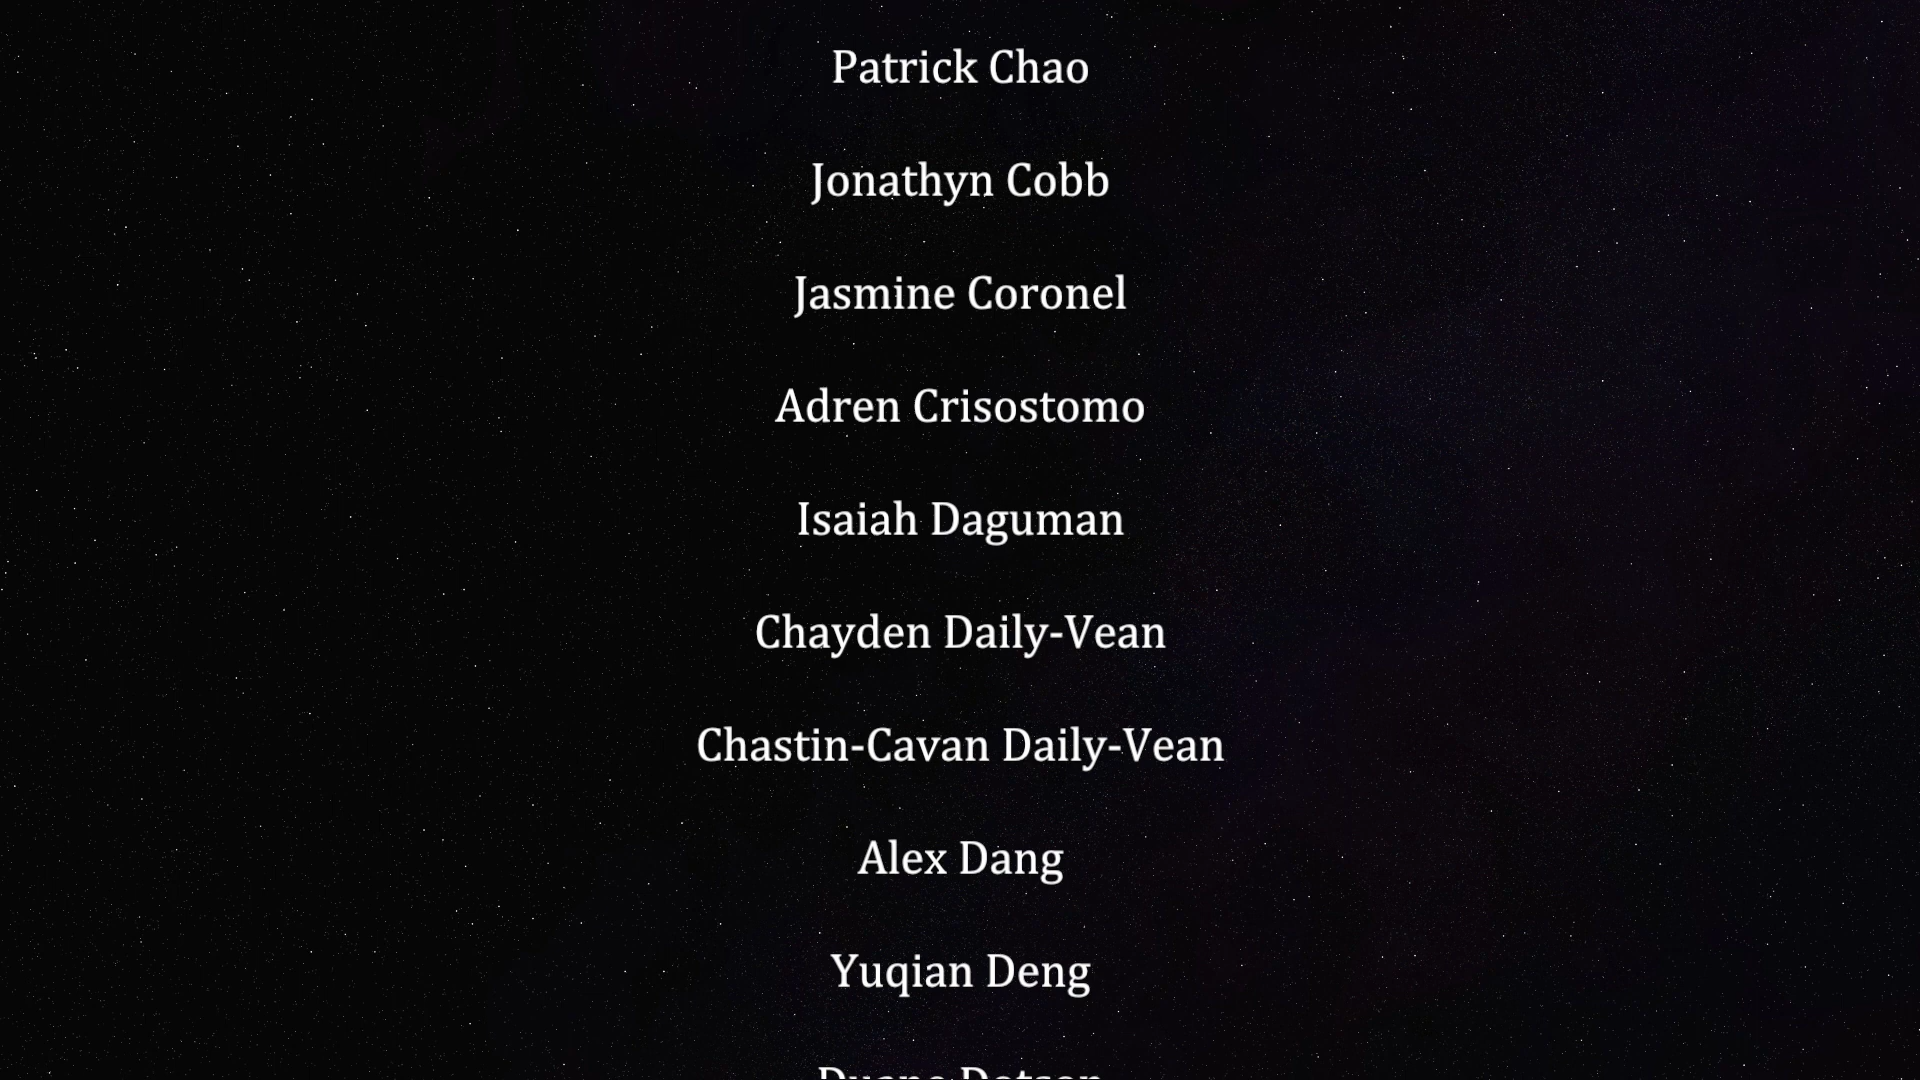 Patrick Chao
Jonathyn Cobb
Jasmine Coronel
Adren Crisostomo
Isaiah Daguman
Chayden Daily-Vean
Chastin-Cavan Daily-Vean
Alex Dang
Yuqian Deng